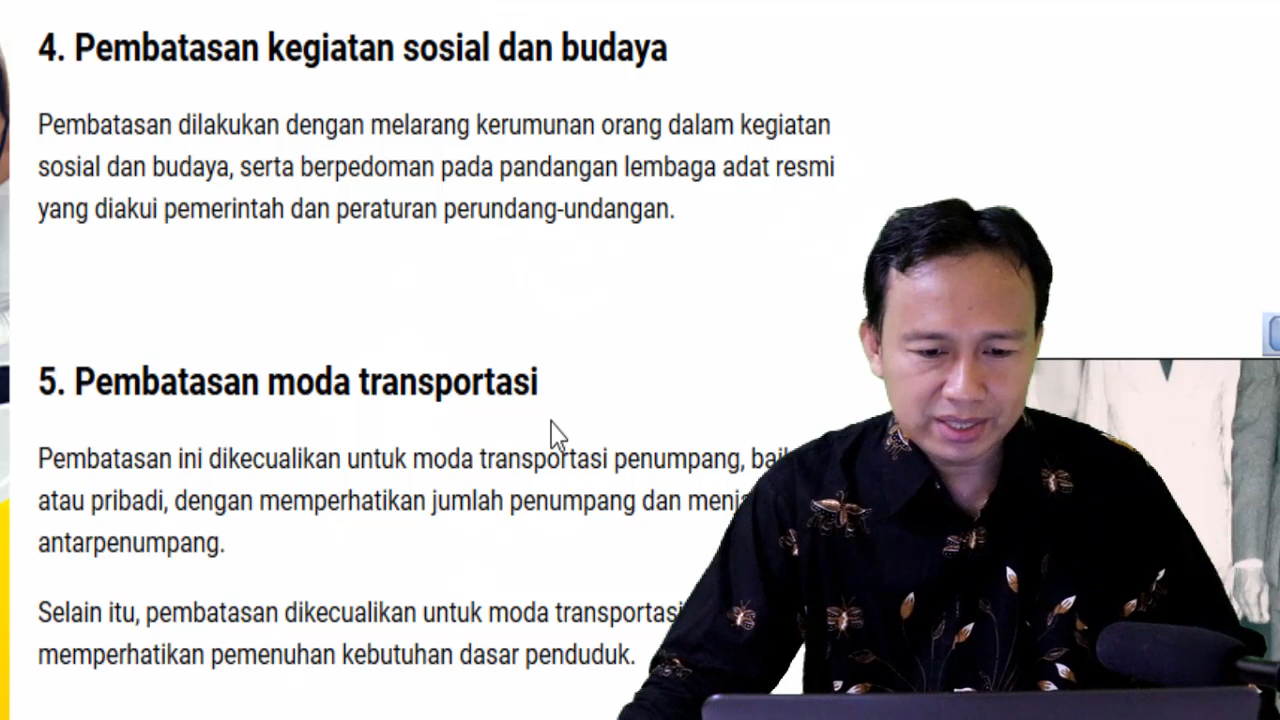 4. Pembatasan kegiatan sosial dan budaya
Pembatasan dilakukan dengan melarang kerumunan orang dalam kegiatan
sosial dan budaya, serta berpedoman pada pandangan lembaga adat resmi
yang diakui pemerintah dan peraturan perundang-undangan.
5. Pembatasan moda transportasi
Pembatasan ini dikecualikan untuk moda transportasi penumpang,
atau pribadi, dengan memperhatikan jumlah penumpang dan
antarpenumpang.
Selain itu, pembatasan dikecualikan untuk moda transportasi
memperhatikan pemenuhan kebutuhan dasar penduduk.